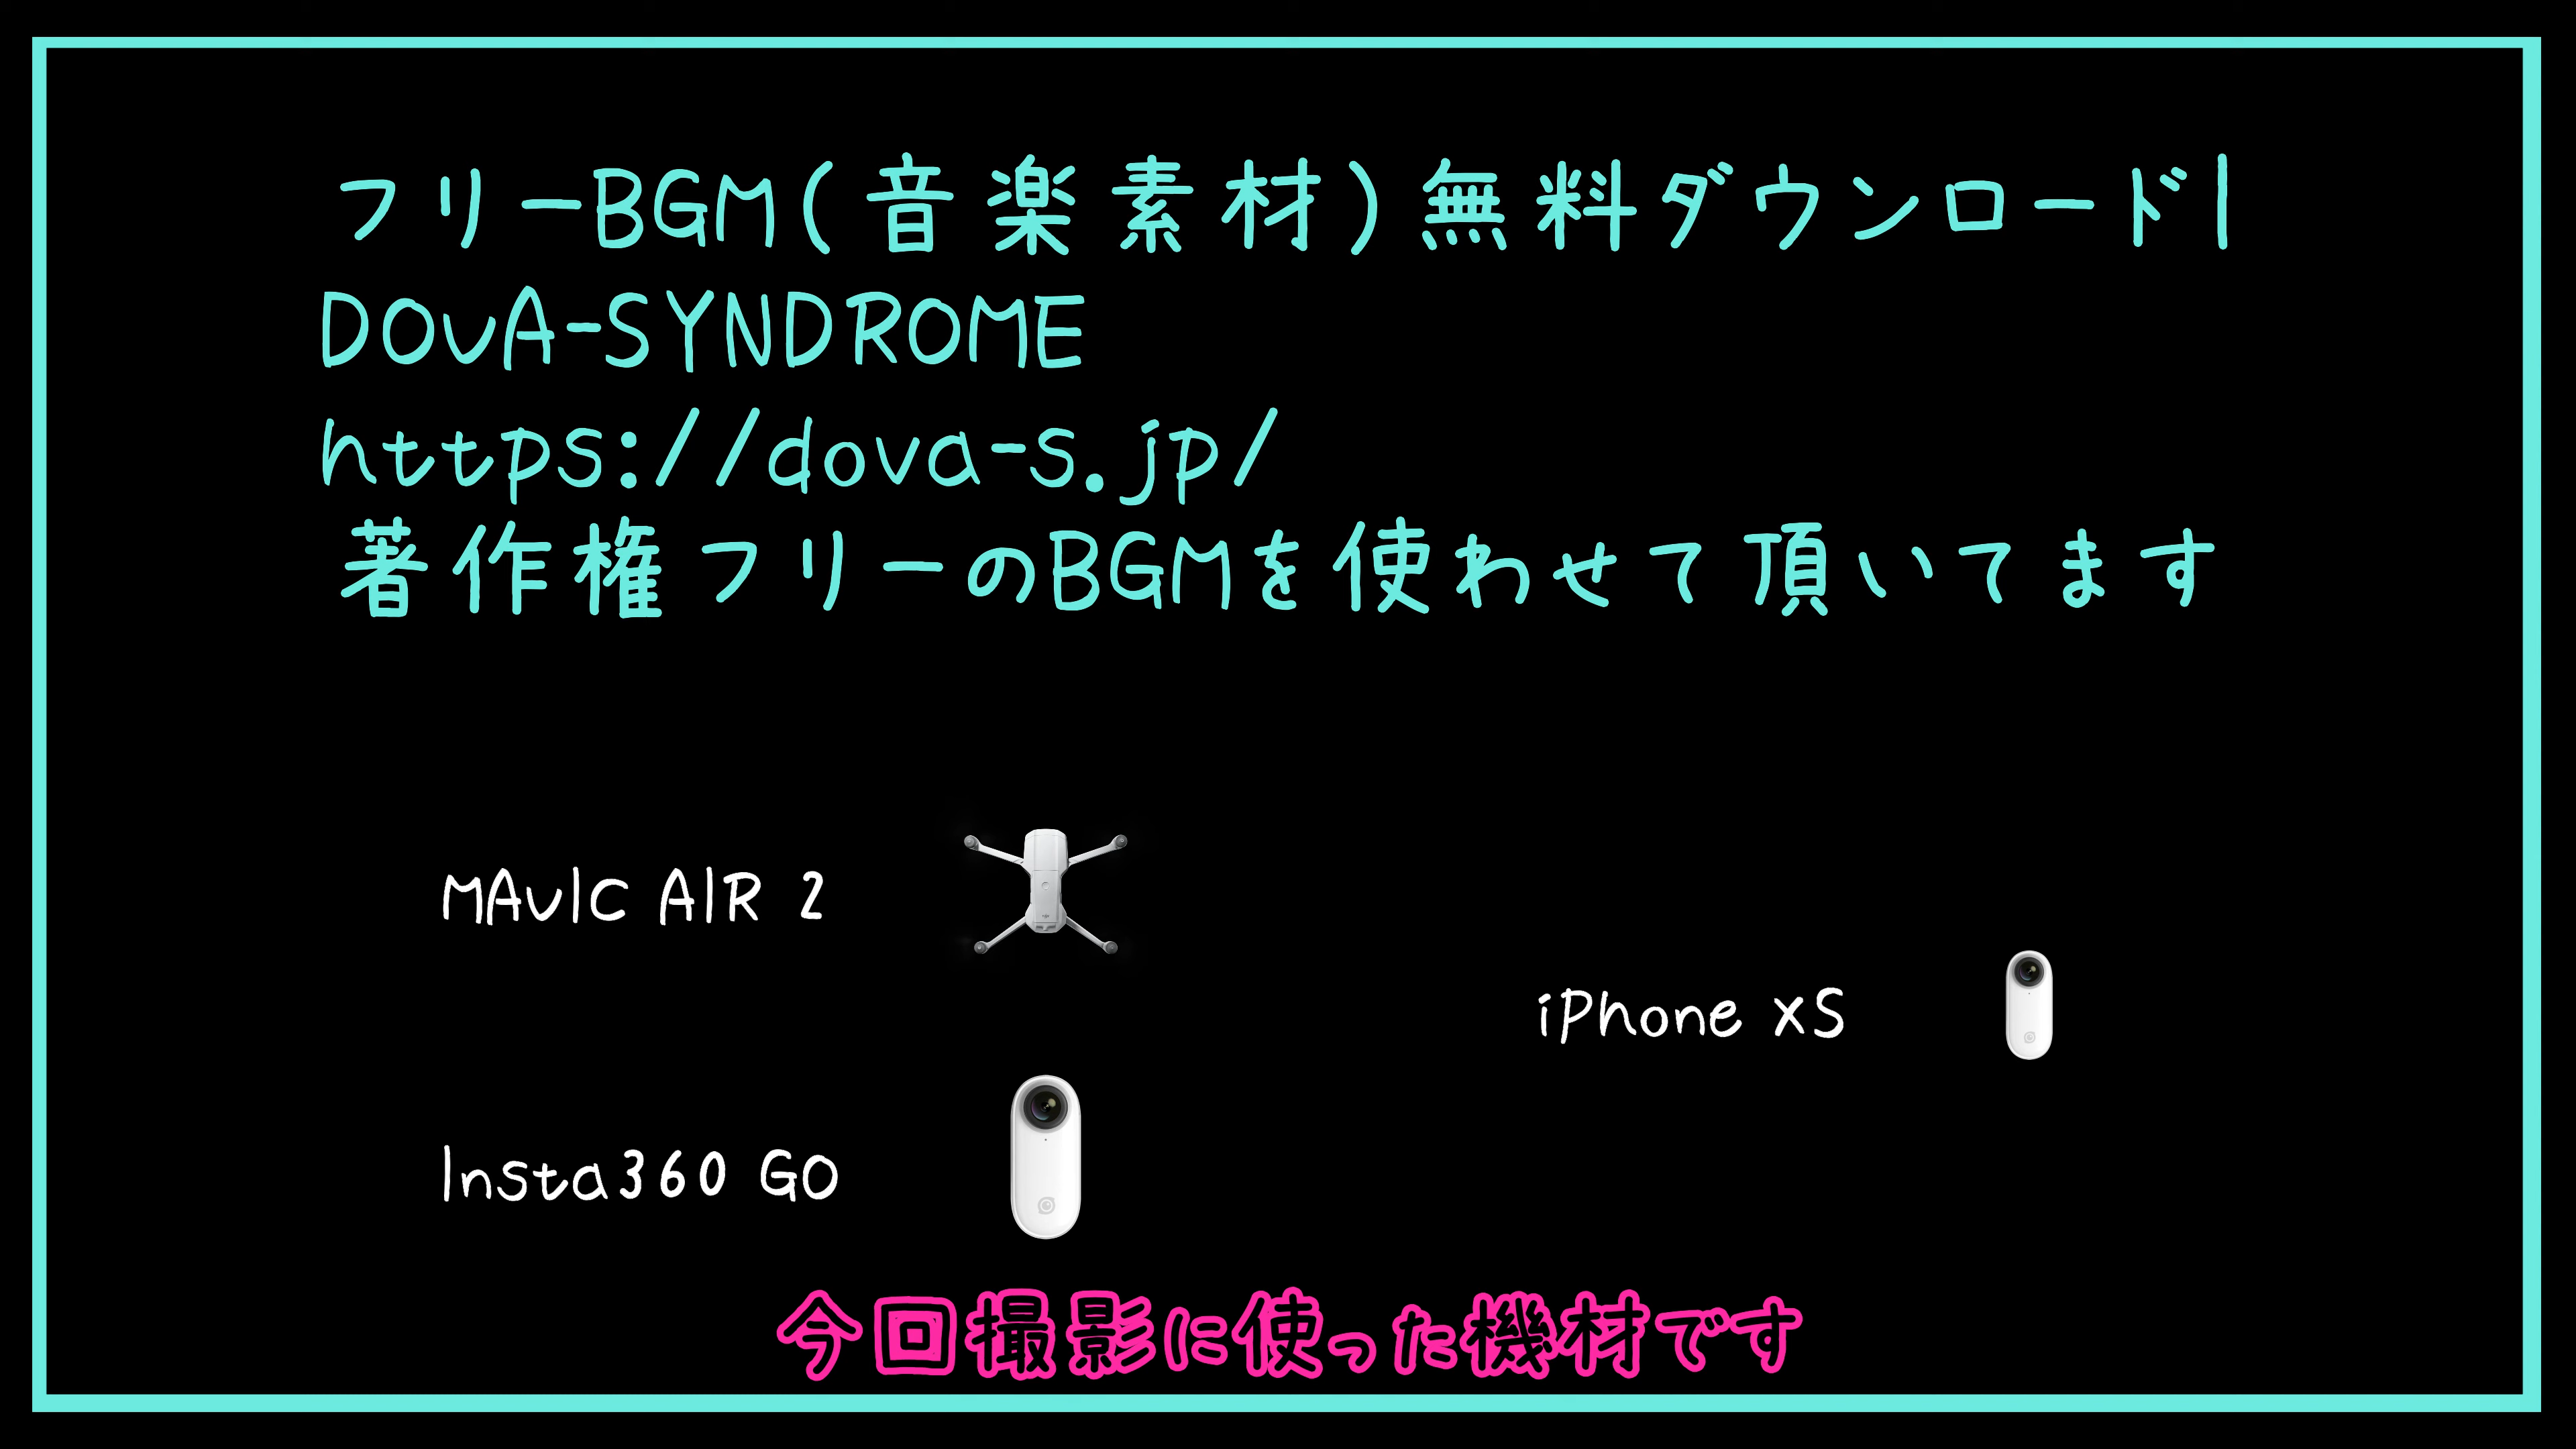 フリーBGM(音楽素材)無料ダウンロード|
DOVA-SYNDROME
https://dova-s.jp/
著作権フリーのBGMを使わせて頂いてます
MAVIC AIR 2
iPhone XS
Insta360 GO
今回撮影に使った機材です